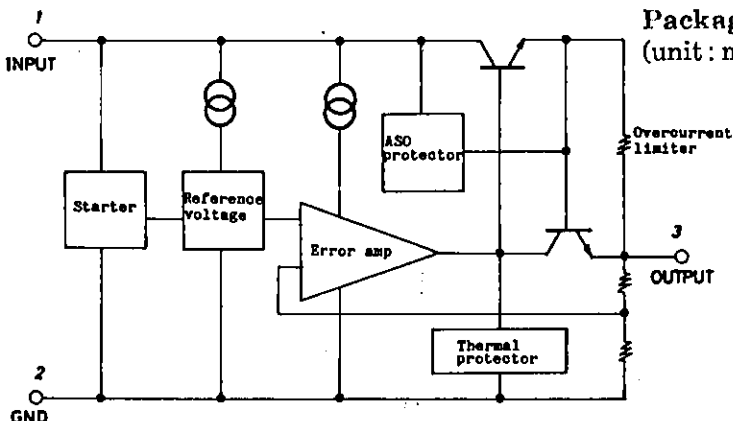 1
INPUT
Packag
(unit : m
ASO
protector
Overcurrent
limiter
Starter
Reference
voltage
Error amp
3
OUTPUT
Thermal
protector
2
GND